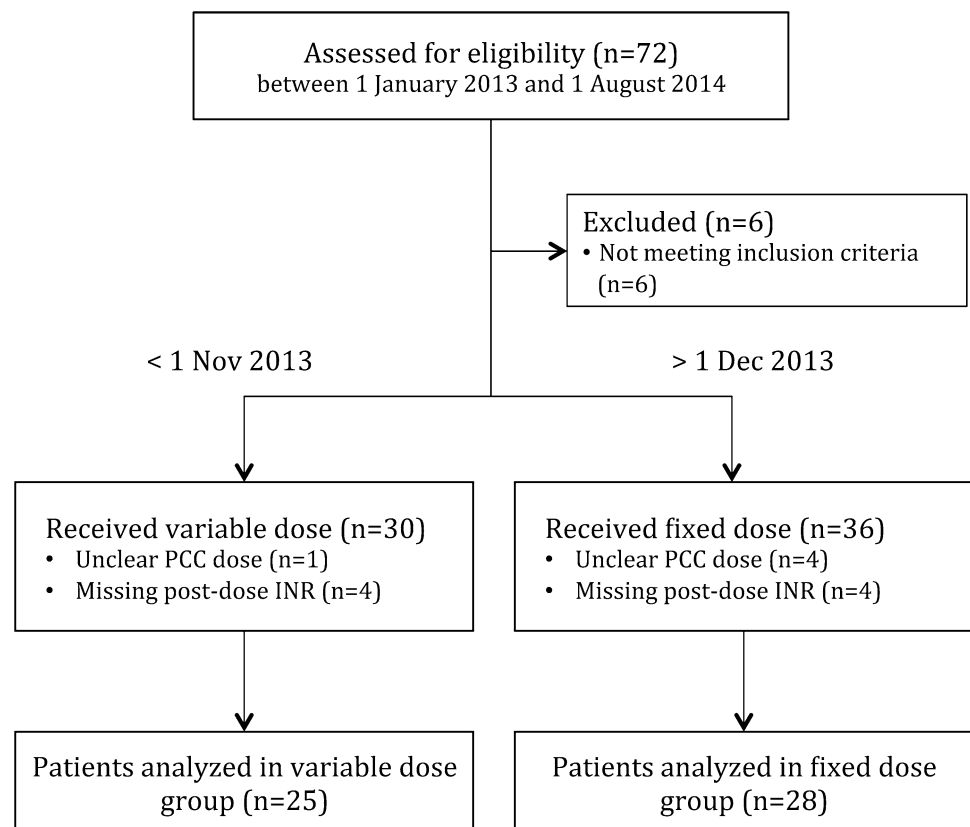 Assessed for eligibility (n=72)
between 1 January 2013 and 1 August 2014
Excluded (n=6)
• Not meeting inclusion criteria
(n=6)
< 1 Nov 2013
> 1 Dec 2013
Received variable dose (n=30)
• Unclear PCC dose (n=1)
• Missing post-dose INR (n=4)
Received fixed dose (n=36)
• Unclear PCC dose (n=4)
• Missing post-dose INR (n=4)
Patients analyzed in variable dose
group (n=25)
Patients analyzed in fixed dose
group (n=28)